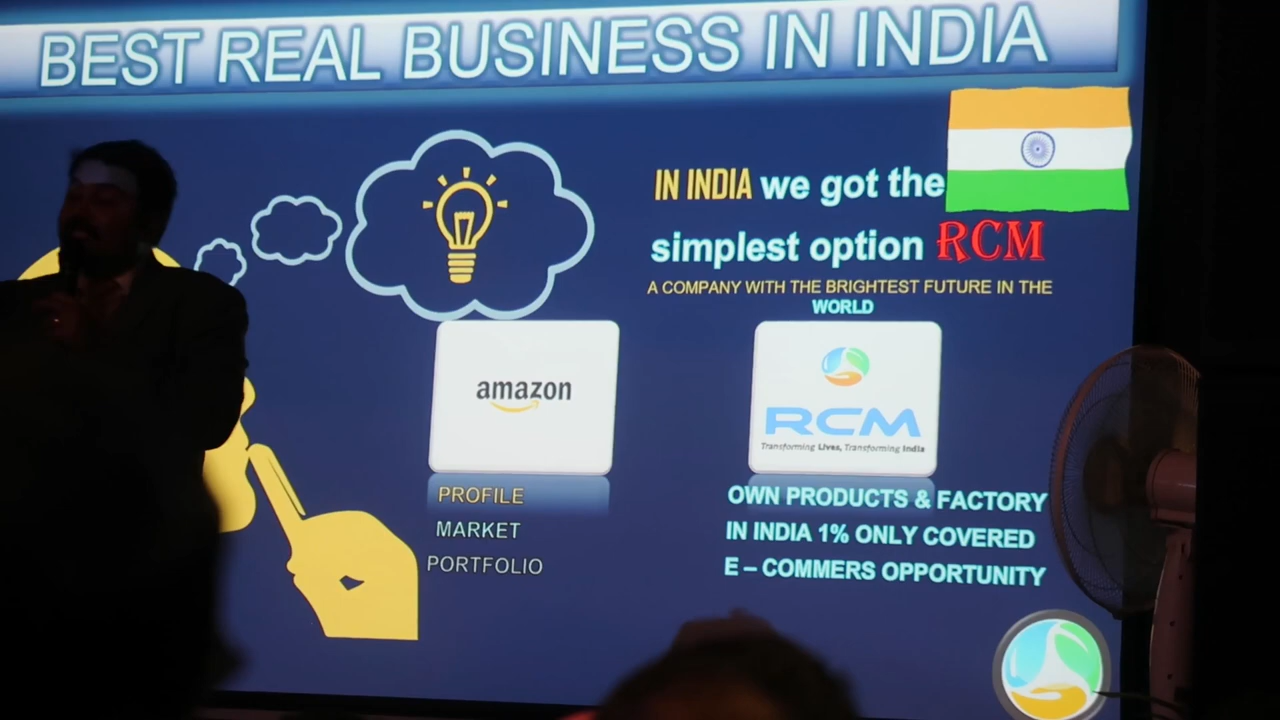 BEST REAL BUSINESS IN INDIA
IN INDIA we got the
simplest option RCM
A COMPANY WITH THE BRIGHTEST FUTURE IN THE
WORLD
amazon
PROFILE
MARKET
PORTFOLIO
RCM
Transforming Lives, Transforming India
OWN PRODUCTS & FACTORY
IN INDIA 1% ONLY COVERED
E – COMMERS OPPORTUNITY